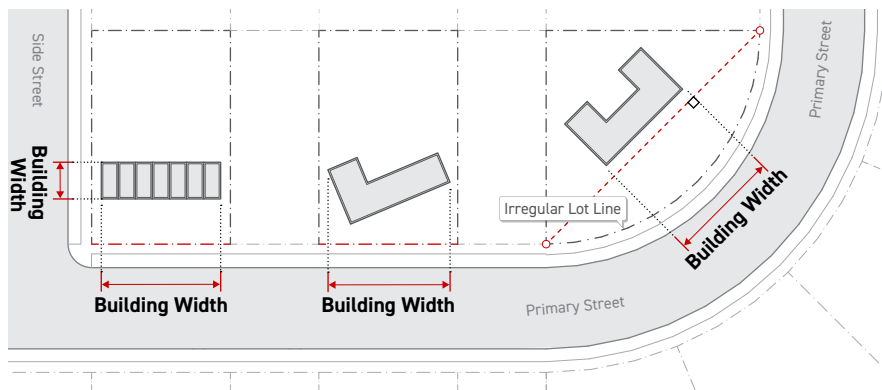 Side Street
Primary Street
Building
Width
Irregular Lot Line
Building Width
Building Width
Building Width
Primary Street